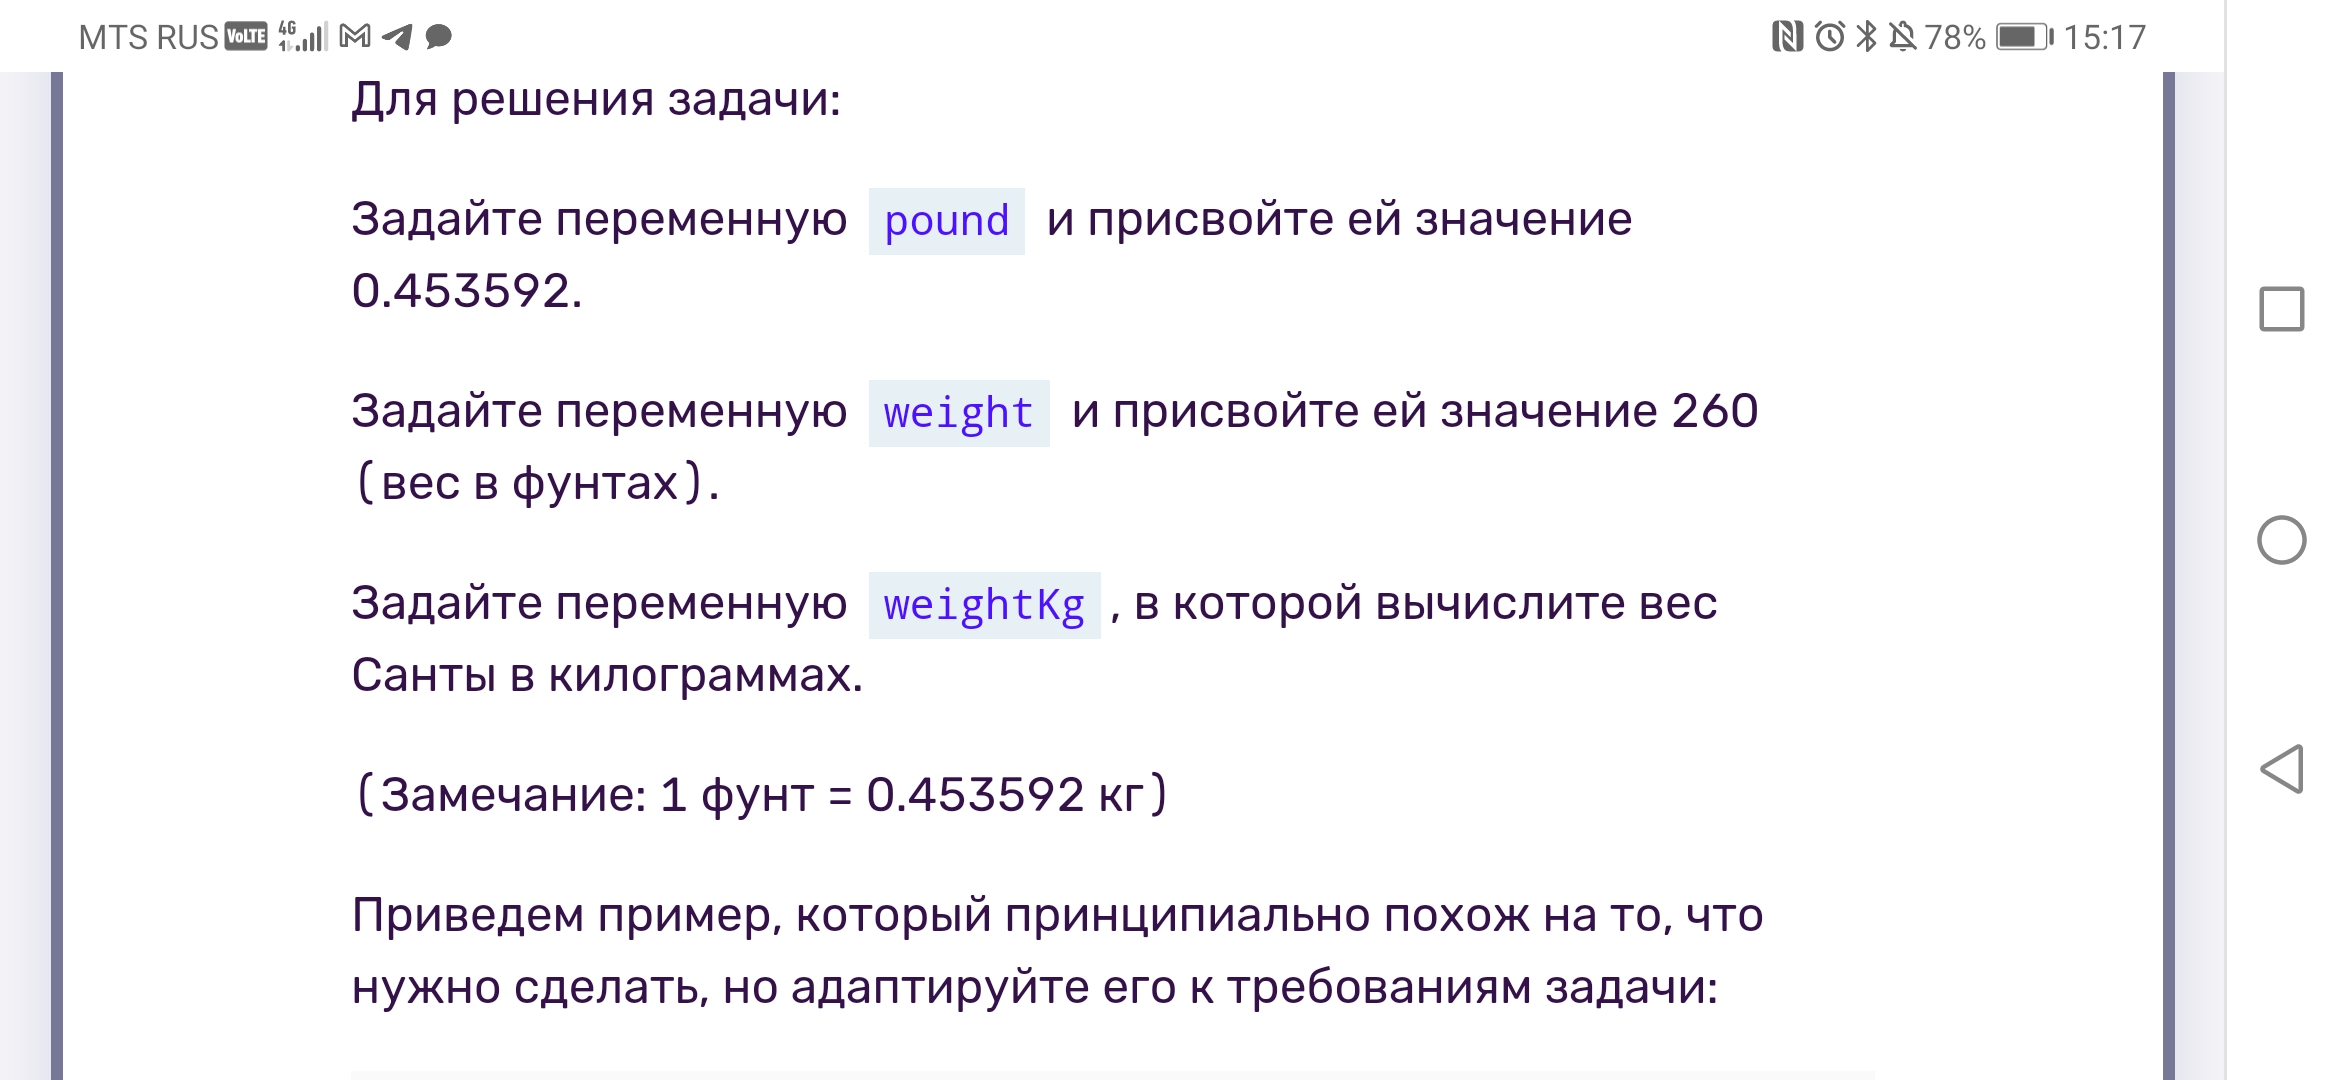 MTS RUS VoLTE 4G 78% 15:17
Для решения задачи:
Задайте переменную pound и присвойте ей значение
0.453592.
Задайте переменную weight и присвойте ей значение 260
(вес в фунтах).
Задайте переменную weightKg, в которой вычислите вес
Санты в килограммах.
(Замечание: 1 фунт = 0.453592 кг)
Приведем пример, который принципиально похож на то, что
нужно сделать, но адаптируйте его к требованиям задачи: